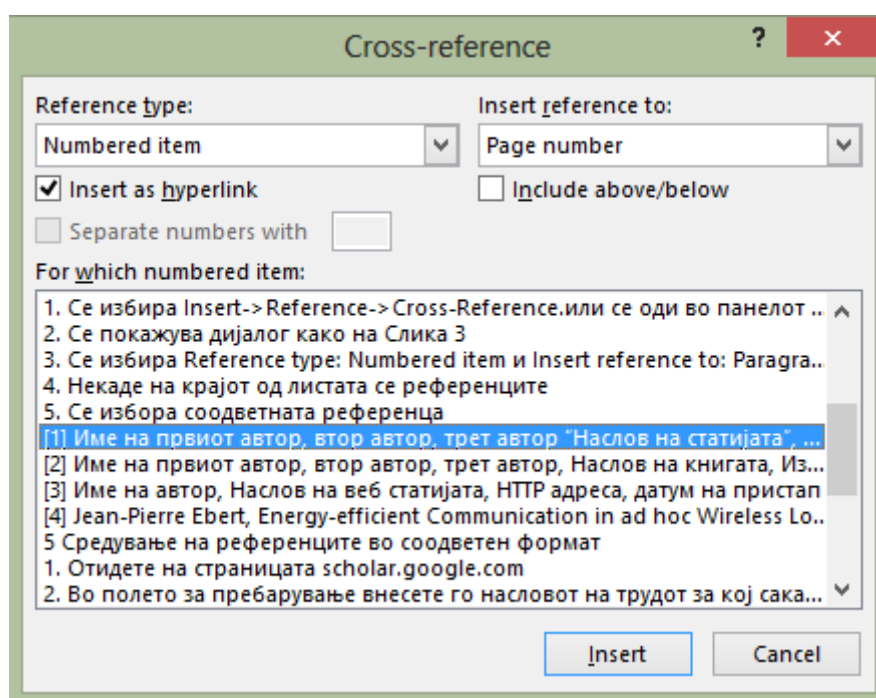 Cross-reference ? ×
Reference type: Insert reference to:
Numbered item Page number
Insert as hyperlink Include above/below
Separate numbers with
For which numbered item:
1. Се избира Insert->Reference->Cross-Reference.или се оди во панелот ...
2. Се покажува дијалог како на Слика 3
3. Се избира Reference type: Numbered item и Insert reference to: Paragra...
4. Некаде на крајот од листата се референците
5. Се избора соодветната референца
[1] Име на првиот автор, втор автор, трет автор “Наслов на статијата”, ...
[2] Име на првиот автор, втор автор, трет автор, Наслов на книгата, Из...
[3] Име на автор, Наслов на веб статијата, HTTP адреса, датум на пристап
[4] Jean-Pierre Ebert, Energy-efficient Communication in ad hoc Wireless Lo..
5 Средување на референците во соодветен формат
1. Отидете на страницата scholar.google.com
2. Во полето за пребарување внесете го насловот на трудот за кој сака...
Insert Cancel